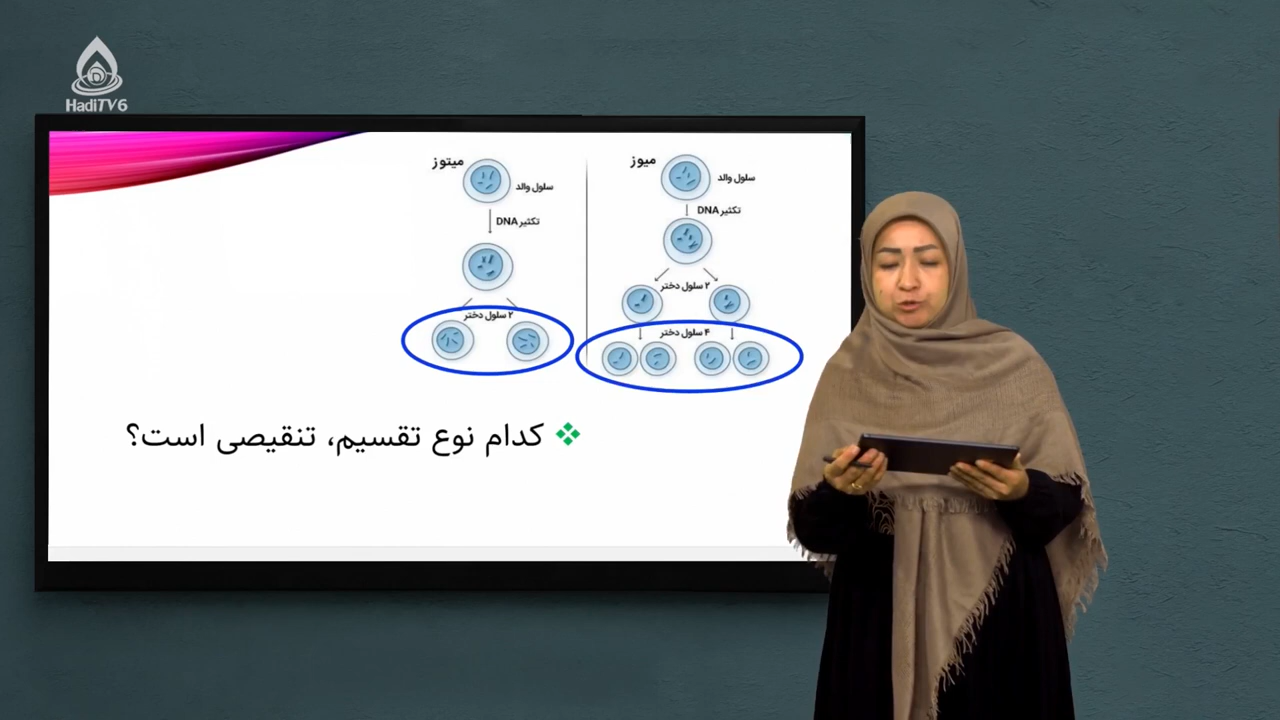 HadiTV6
میوز
سلول والد
تکثیر DNA
۲ سلول دختر
۴ سلول دختر
میتوز
سلول والد
تکثیر DNA
۲ سلول دختر
کدام نوع تقسیم، تنقیصی است؟